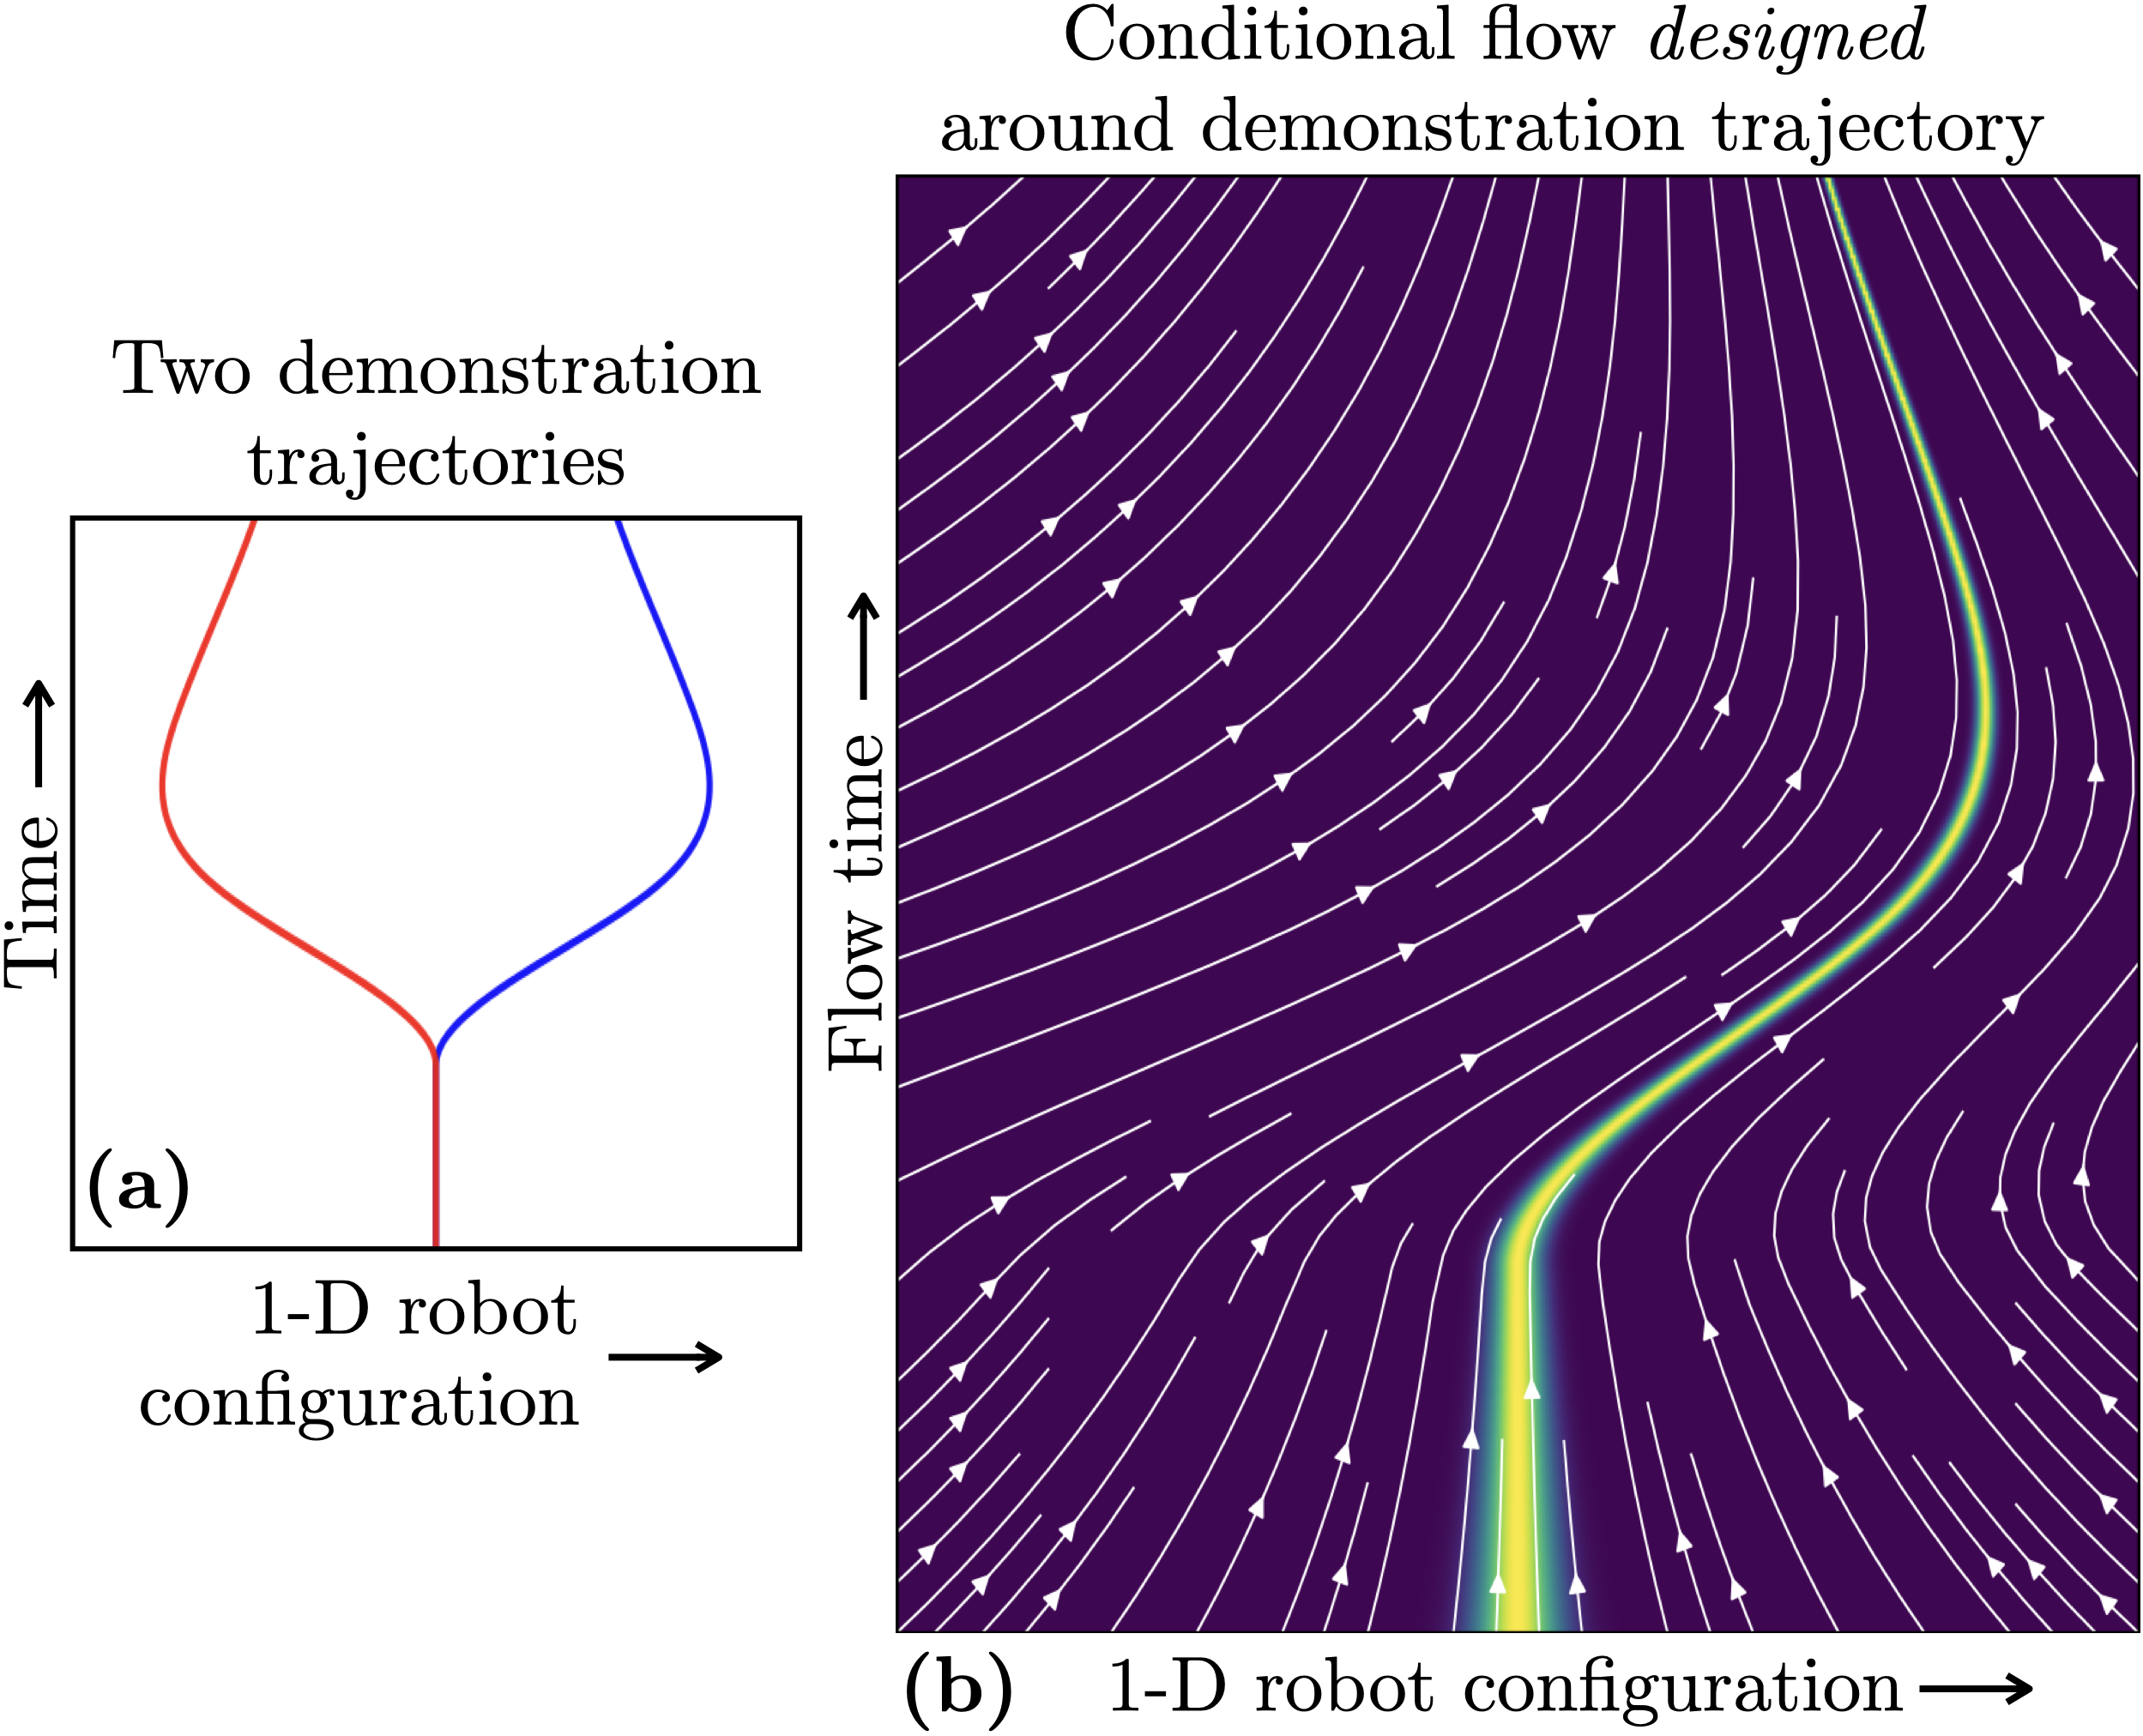 Two demonstration
trajectories
Time
(a)
1-D robot
configuration
Conditional flow designed
around demonstration trajectory
Flow time
(b)
1-D robot configuration